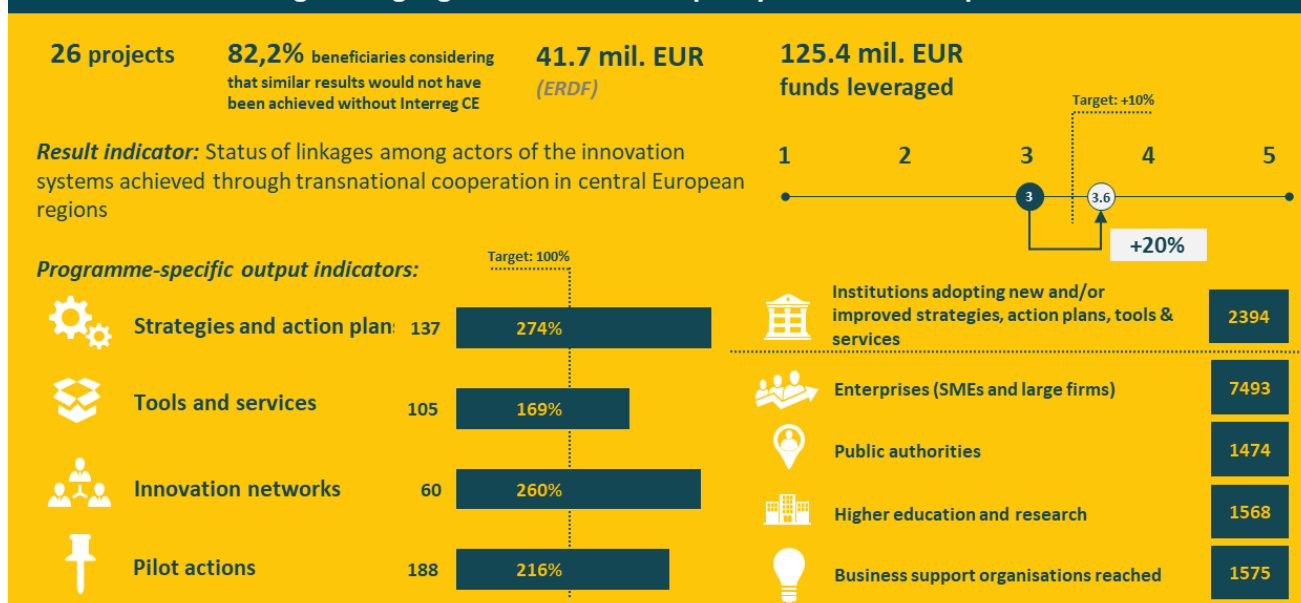 26 projects
82,2% beneficiaries considering
that similar results would not have
been achieved without Interreg CE
41.7 mil. EUR
(ERDF)
125.4 mil. EUR
funds leveraged
Target: +10%
Result indicator: Status of linkages among actors of the innovation
systems achieved through transnational cooperation in central European
regions
1 2 3 4 5
3 3.6
+20%
Programme-specific output indicators:
Target: 100%
Strategies and action plan 137 274%
Tools and services 105 169%
Innovation networks 60 260%
Pilot actions 188 216%
Institutions adopting new and/or
improved strategies, action plans, tools &
services
2394
Enterprises (SMEs and large firms) 7493
Public authorities 1474
Higher education and research 1568
Business support organisations reached 1575